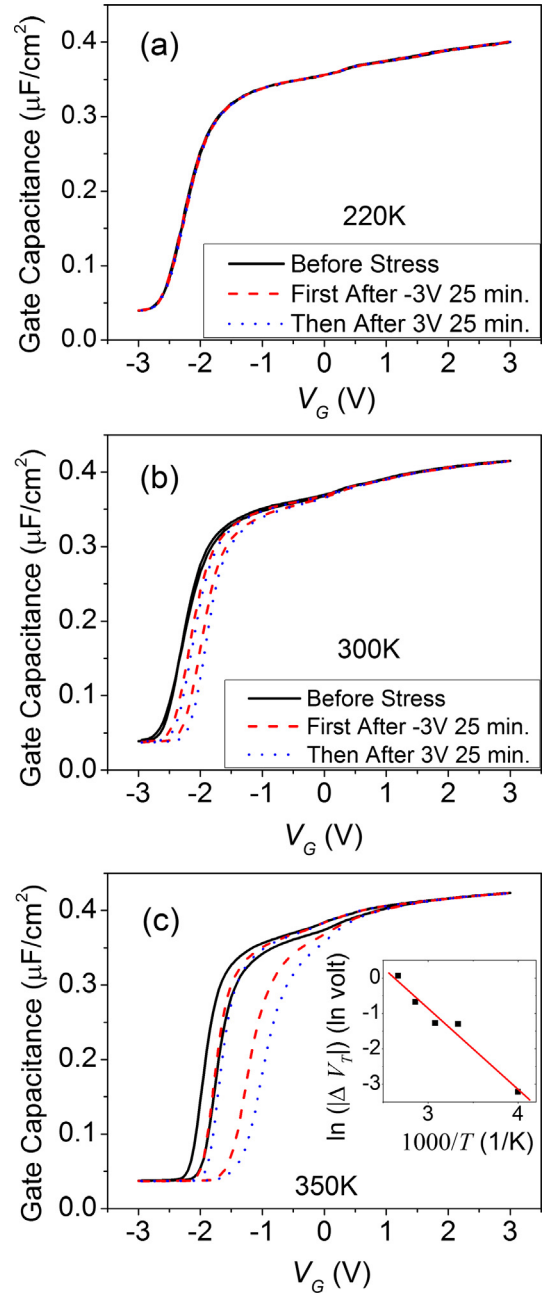 (a)
Gate Capacitance (μF/cm²)
0.4
0.3
0.2
0.1
0.0
220K
Before Stress
First After -3V 25 min.
Then After 3V 25 min.
-3 -2 -1 0 1 2 3
V_G (V)
(b)
Gate Capacitance (μF/cm²)
0.4
0.3
0.2
0.1
0.0
300K
Before Stress
First After -3V 25 min.
Then After 3V 25 min.
-3 -2 -1 0 1 2 3
V_G (V)
(c)
Gate Capacitance (μF/cm²)
0.4
0.3
0.2
0.1
0.0
ln (|Δ V_T|) (ln volt)
0
-1
-2
-3
3 4
1000/T (1/K)
350K
-3 -2 -1 0 1 2 3
V_G (V)